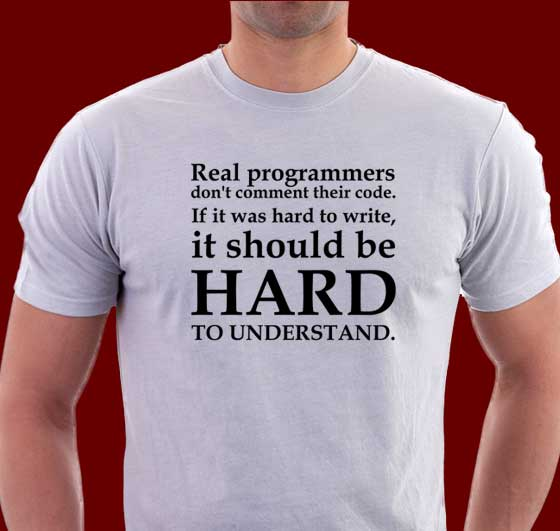 Real programmers
don't comment their code.
If it was hard to write,
it should be
HARD
TO UNDERSTAND.